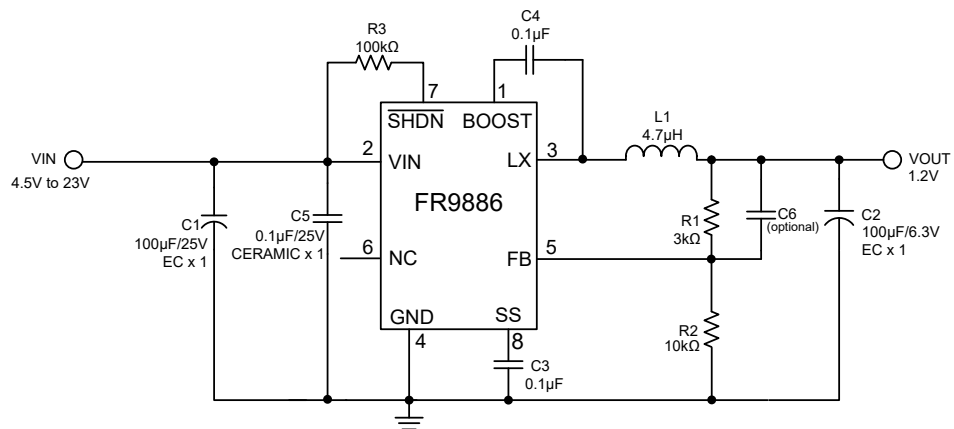 C4
0.1μF
R3
100kΩ
7
1
SHDN
BOOST
L1
4.7μH
VIN
4.5V to 23V
2
VIN
LX
3
VOUT
1.2V
FR9886
C1
100μF/25V
EC x 1
C5
0.1μF/25V
CERAMIC x 1
R1
3kΩ
C6
(optional)
C2
100μF/6.3V
EC x 1
6
NC
FB
5
GND
4
SS
8
R2
10kΩ
C3
0.1μF